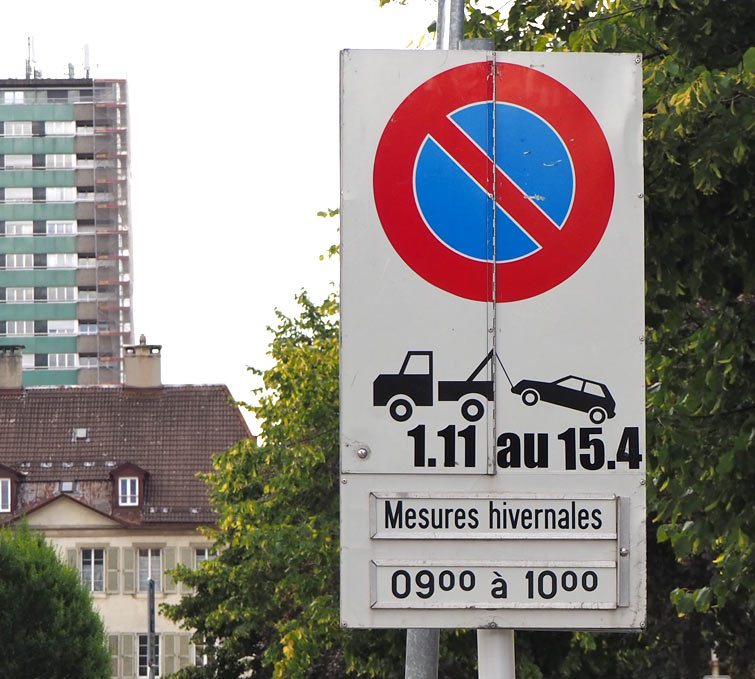 1.11 au 15.4
Mesures hivernales
09⁰⁰ à 10⁰⁰